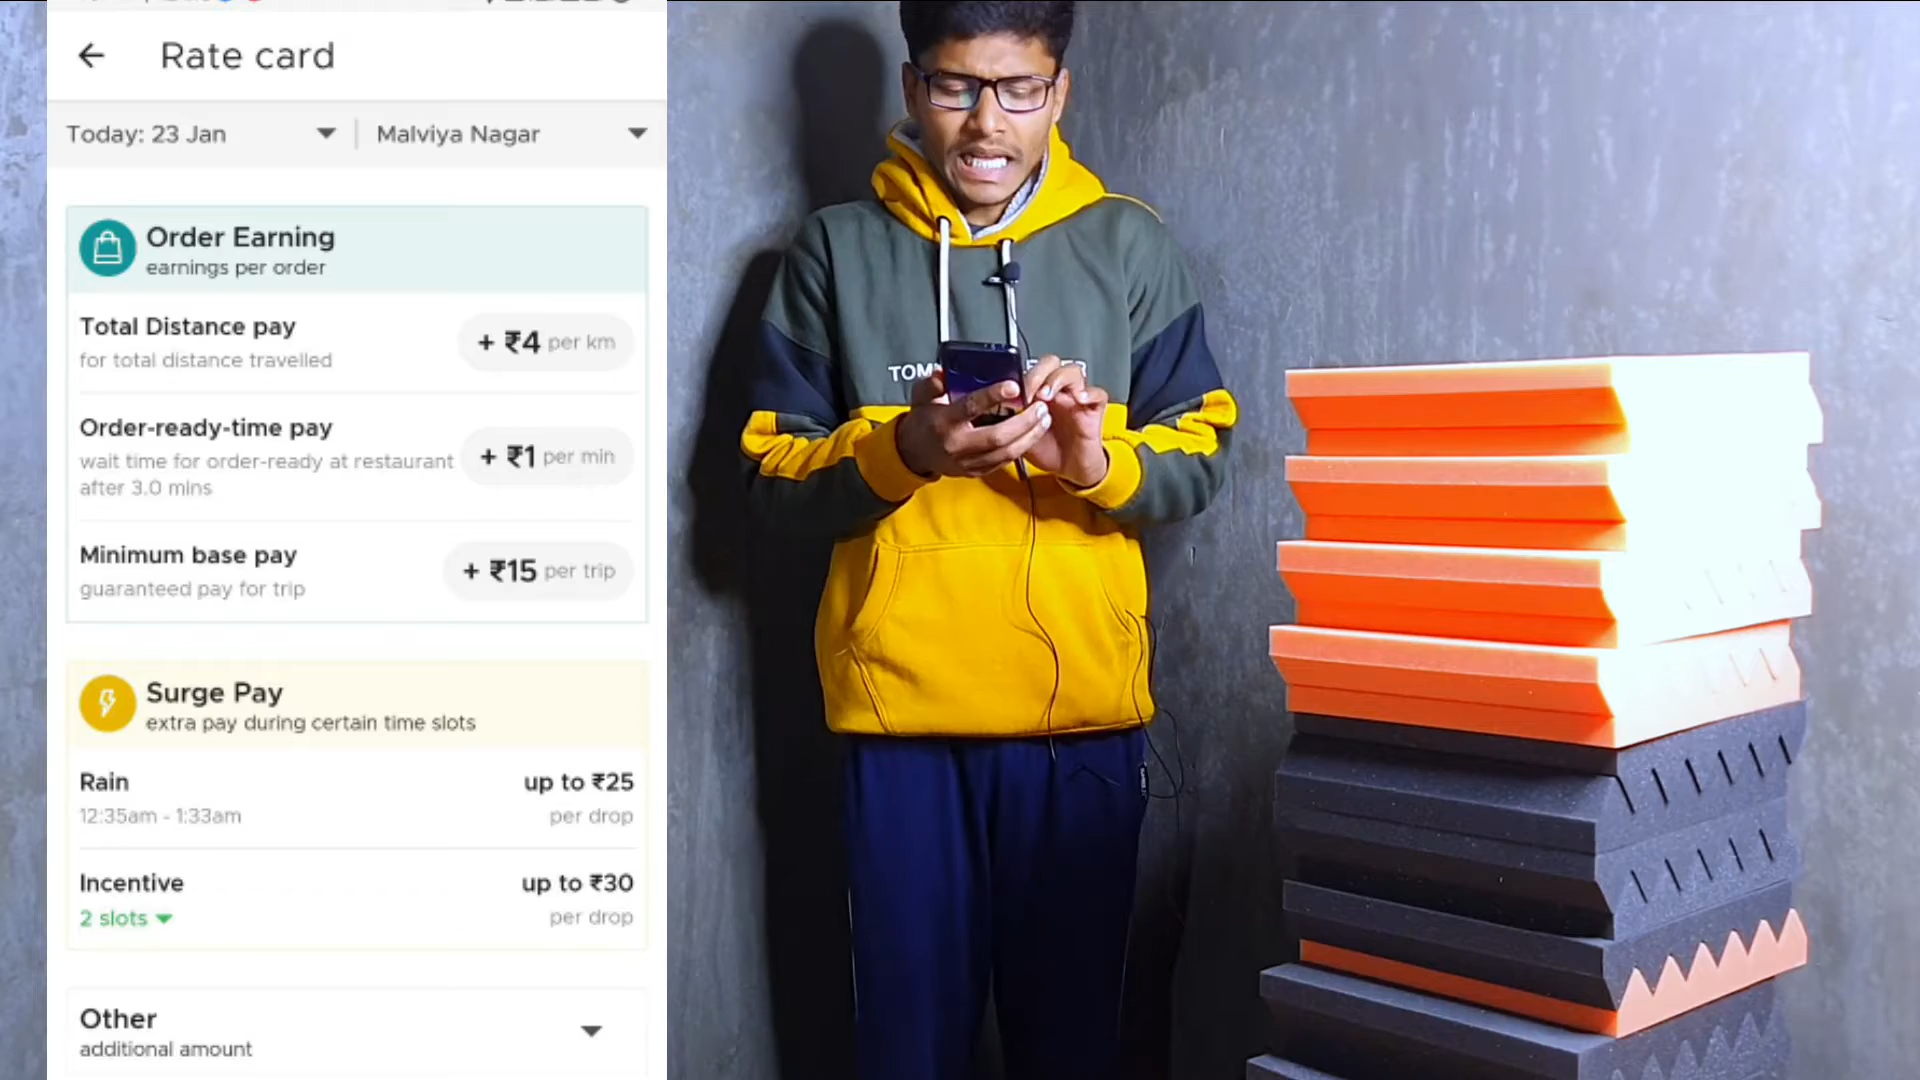 Rate card
Today: 23 Jan
Malviya Nagar
Order Earning
earnings per order
Total Distance pay
for total distance travelled
+ ₹4 per km
Order-ready-time pay
wait time for order-ready at restaurant
after 3.0 mins
+ ₹1 per min
Minimum base pay
guaranteed pay for trip
+ ₹15 per trip
Surge Pay
extra pay during certain time slots
Rain
12:35am - 1:33am
up to ₹25
per drop
Incentive
2 slots
up to ₹30
per drop
Other
additional amount